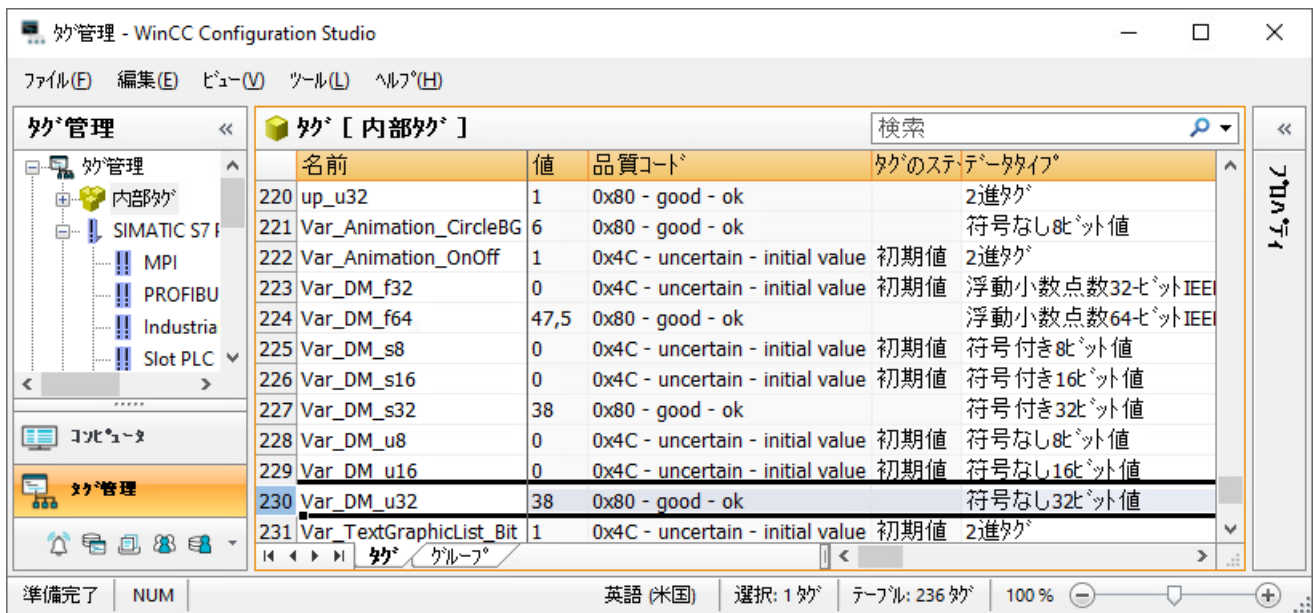 ﾀｸﾞ管理 - WinCC Configuration Studio
ﾌｧｲﾙ(F) 編集(E) ﾋﾞｭｰ(V) ﾂｰﾙ(L) ﾍﾙﾌﾟ(H)
ﾀｸﾞ管理 «
ﾀｸﾞ管理
内部ﾀｸﾞ
SIMATIC S7 F
MPI
PROFIBU
Industria
Slot PLC
ｺﾝﾋﾟｭｰﾀ
ﾀｸﾞ管理
ﾀｸﾞ [ 内部ﾀｸﾞ ] 検索
名前 値 品質ｺｰﾄﾞ ﾀｸﾞのｽﾃ ﾃﾞｰﾀﾀｲﾌﾟ
220 up_u32 1 0x80 - good - ok 2進ﾀｸﾞ
221 Var_Animation_CircleBG 6 0x80 - good - ok 符号なし8ﾋﾞｯﾄ値
222 Var_Animation_OnOff 1 0x4C - uncertain - initial value 初期値 2進ﾀｸﾞ
223 Var_DM_f32 0 0x4C - uncertain - initial value 初期値 浮動小数点数32-ﾋﾞｯﾄIEEI
224 Var_DM_f64 47,5 0x80 - good - ok 浮動小数点数64-ﾋﾞｯﾄIEEI
225 Var_DM_s8 0 0x4C - uncertain - initial value 初期値 符号付き8ﾋﾞｯﾄ値
226 Var_DM_s16 0 0x4C - uncertain - initial value 初期値 符号付き16ﾋﾞｯﾄ値
227 Var_DM_s32 38 0x80 - good - ok 符号付き32ﾋﾞｯﾄ値
228 Var_DM_u8 0 0x4C - uncertain - initial value 初期値 符号なし8ﾋﾞｯﾄ値
229 Var_DM_u16 0 0x4C - uncertain - initial value 初期値 符号なし16ﾋﾞｯﾄ値
230 Var_DM_u32 38 0x80 - good - ok 符号なし32ﾋﾞｯﾄ値
231 Var_TextGraphicList_Bit 1 0x4C - uncertain - initial value 初期値 2進ﾀｸﾞ
ﾀｸﾞ ｸﾞﾙｰﾌﾟ
«
ﾌﾟﾛﾊﾟﾃｨ
準備完了 NUM 英語 (米国) 選択: 1 ﾀｸﾞ ﾃｰﾌﾞﾙ: 236 ﾀｸﾞ 100 %